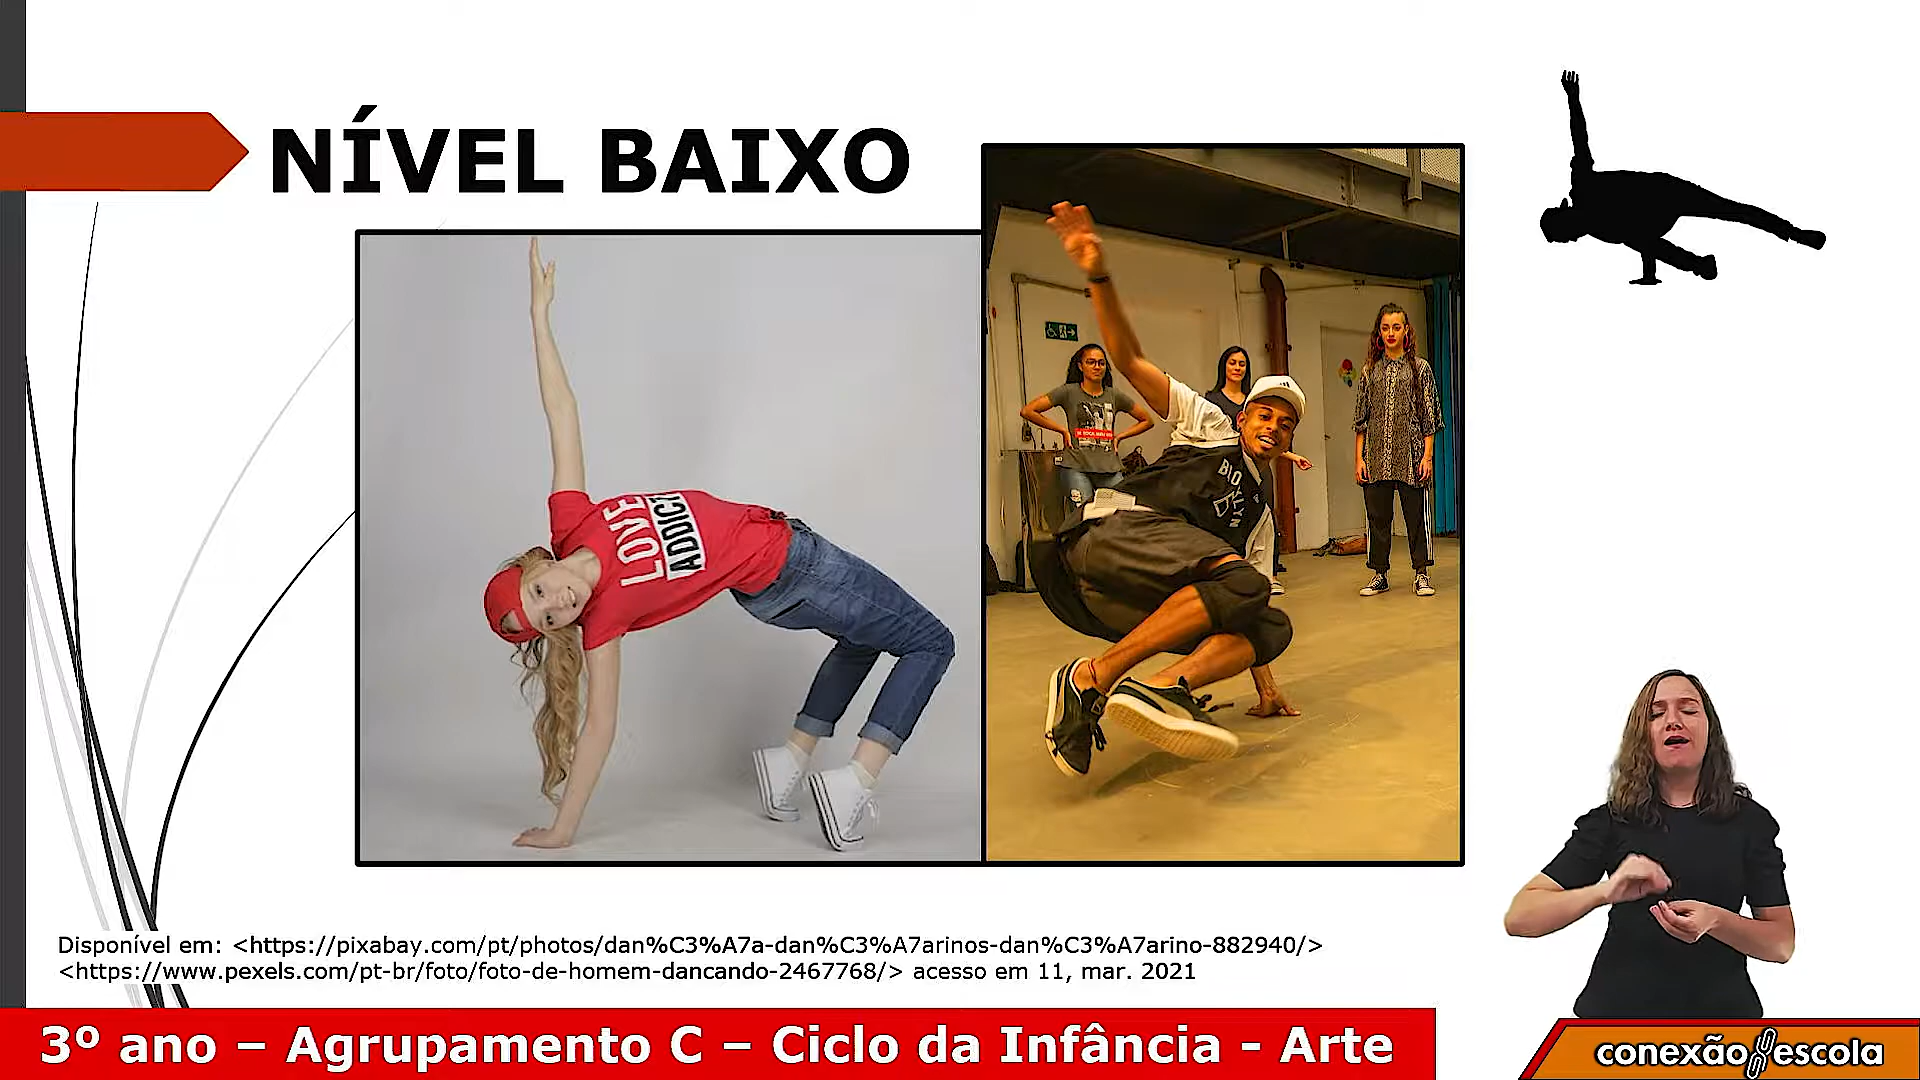 NÍVEL BAIXO
LOVE
ADDICT
BROOKLYN
Disponível em: <https://pixabay.com/pt/photos/dan%C3%A7a-dan%C3%A7arinos-dan%C3%A7arino-882940/>
<https://www.pexels.com/pt-br/foto/foto-de-homem-dancando-2467768/> acesso em 11, mar. 2021
3º ano – Agrupamento C – Ciclo da Infância - Arte
conexão escola